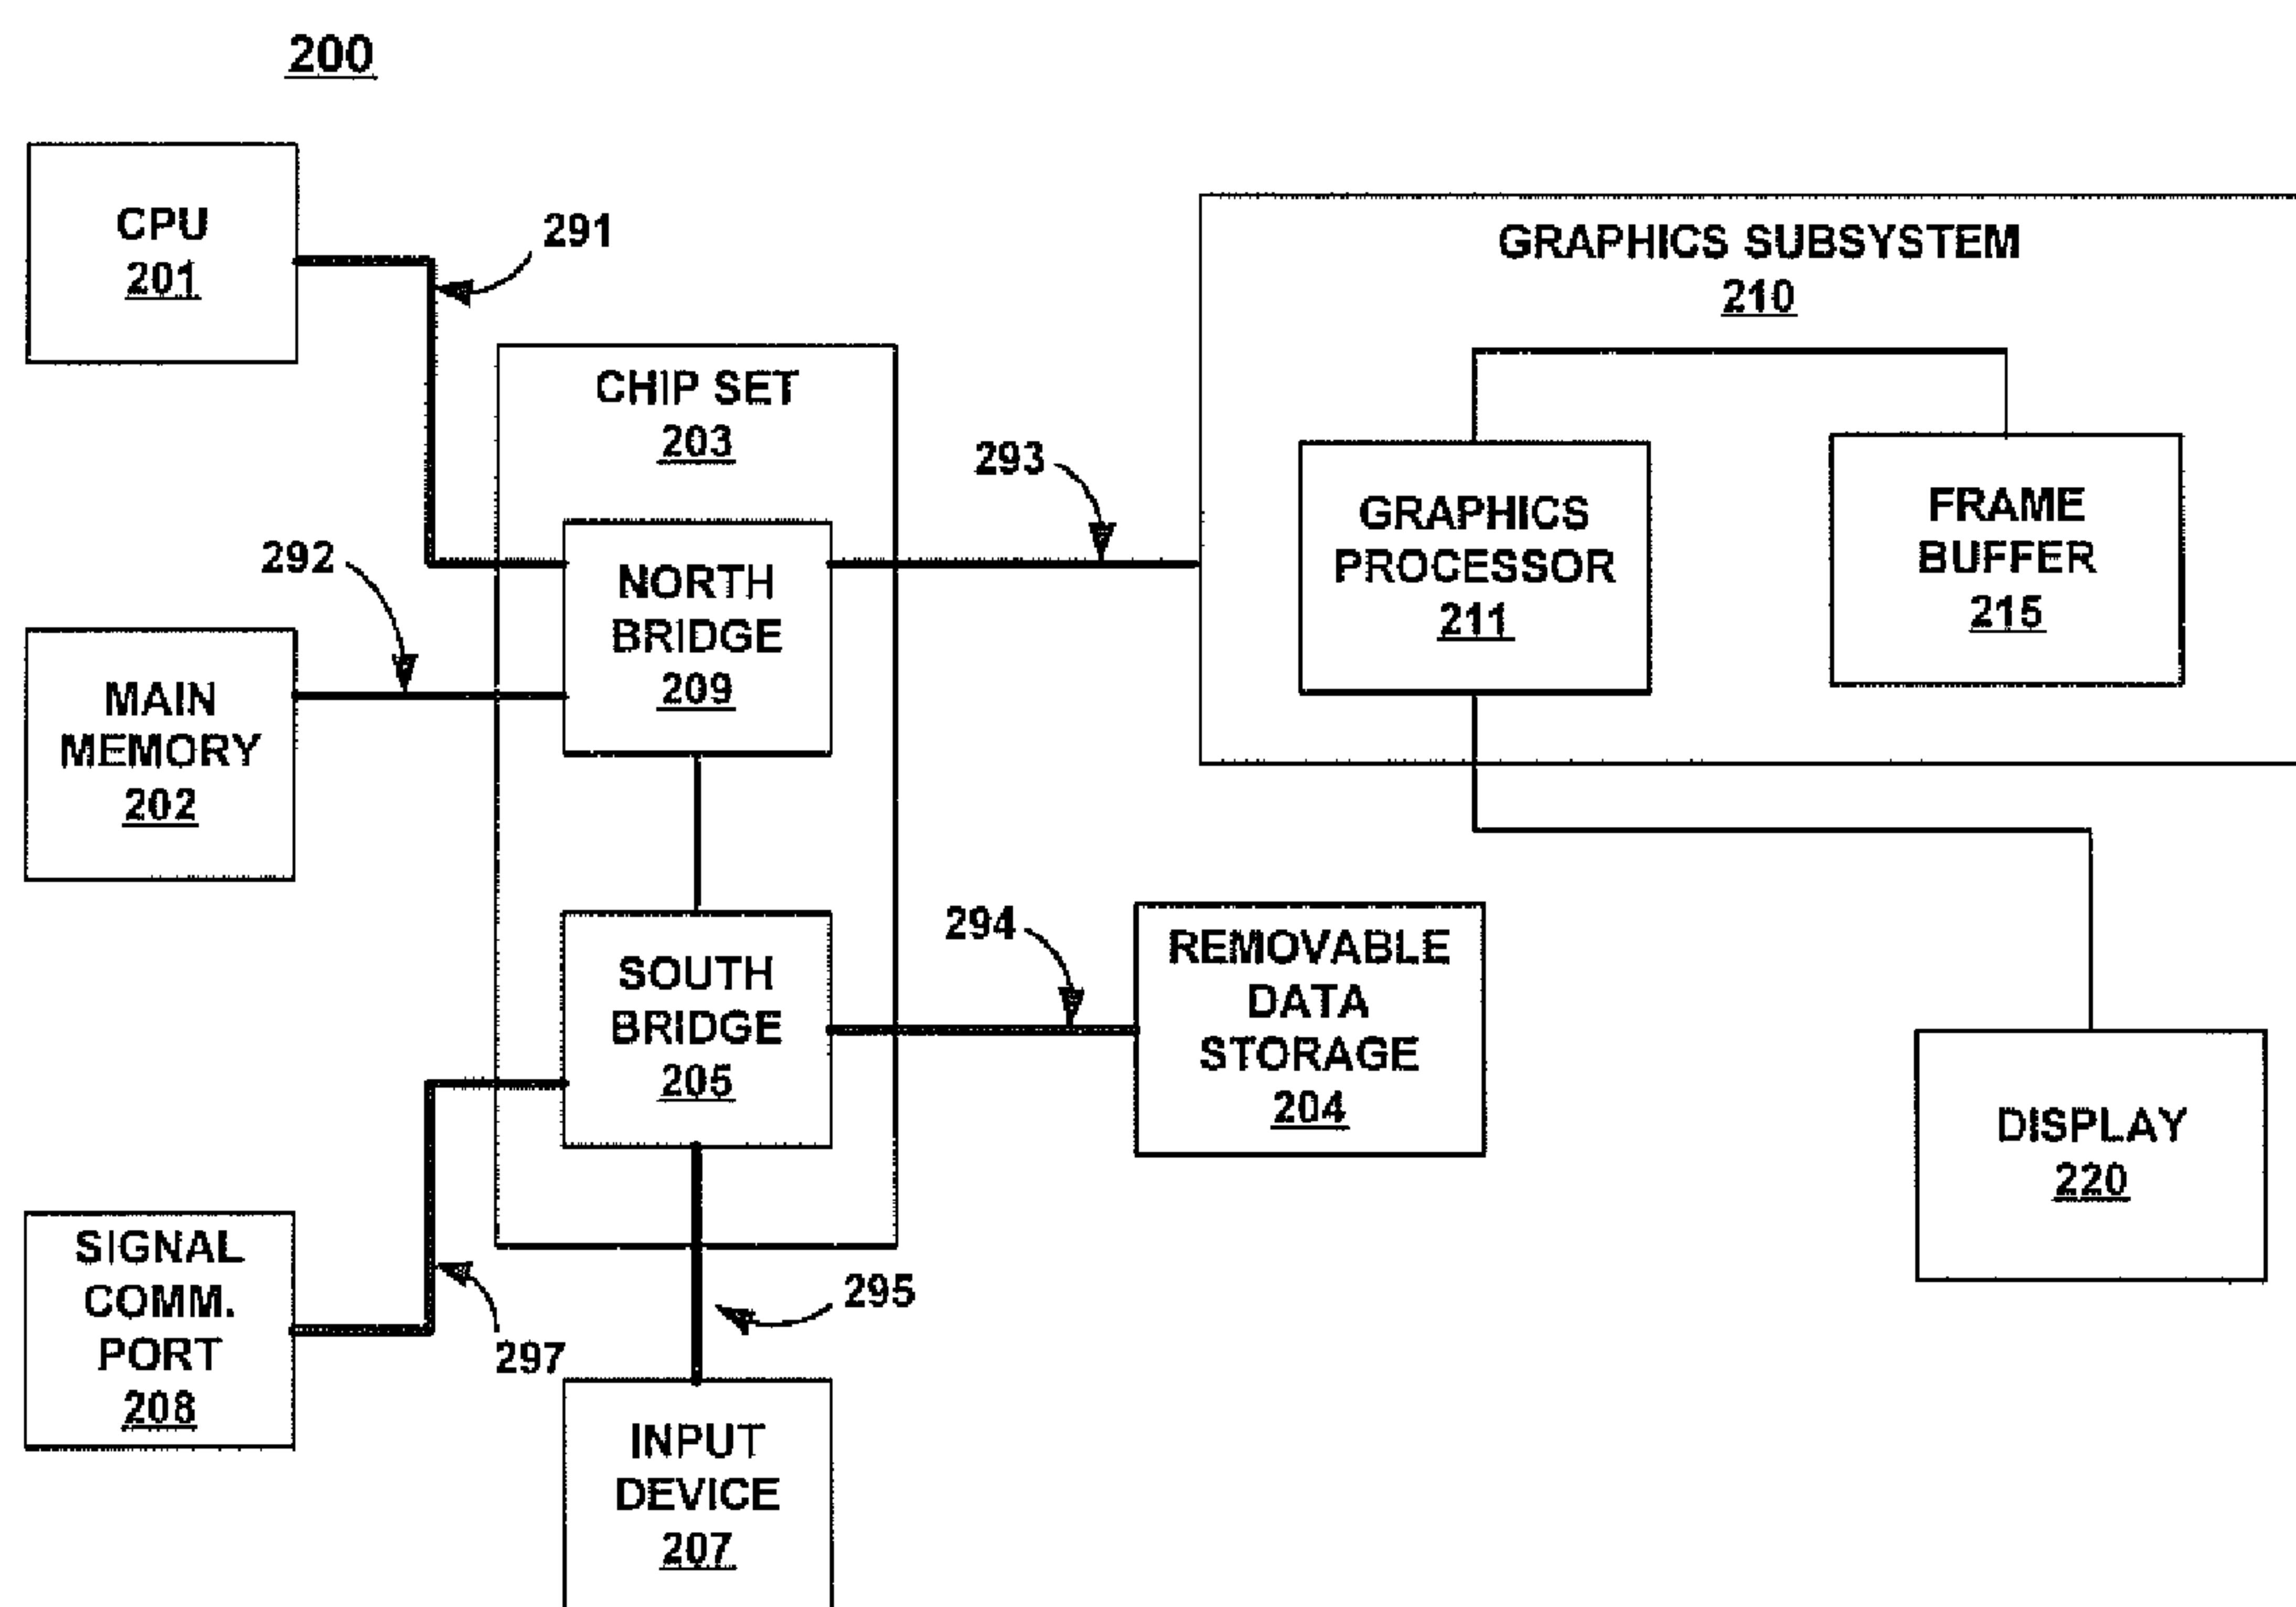 200
CPU
201
291
GRAPHICS SUBSYSTEM
210
CHIP SET
203
293
GRAPHICS
PROCESSOR
211
FRAME
BUFFER
215
292
NORTH
BRIDGE
209
MAIN
MEMORY
202
294
REMOVABLE
DATA
STORAGE
204
SOUTH
BRIDGE
205
DISPLAY
220
SIGNAL
COMM.
PORT
208
297
295
INPUT
DEVICE
207